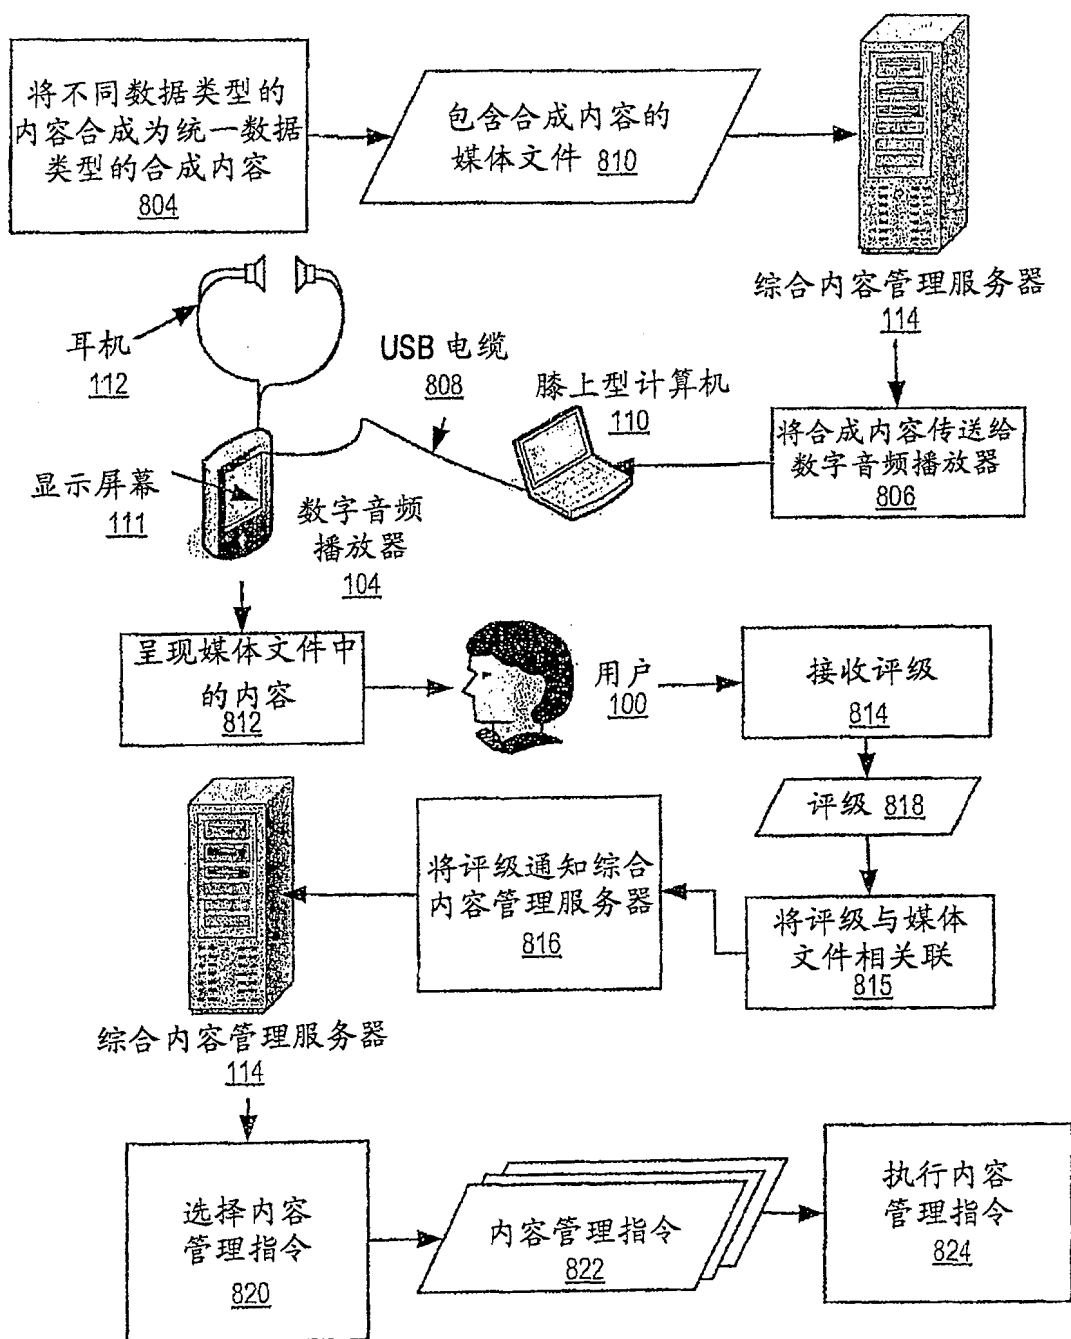 将不同数据类型的
内容合成为统一数据
类型的合成内容
804
包含合成内容的
媒体文件 810
综合内容管理服务器
114
耳机
112
USB 电缆
808
膝上型计算机
110
将合成内容传送给
数字音频播放器
806
显示屏幕
111
数字音频
播放器
104
呈现媒体文件中
的内容
812
用户
100
接收评级
814
评级 818
将评级通知综合
内容管理服务器
816
将评级与媒体
文件相关联
815
综合内容管理服务器
114
选择内容
管理指令
820
内容管理指令
822
执行内容
管理指令
824